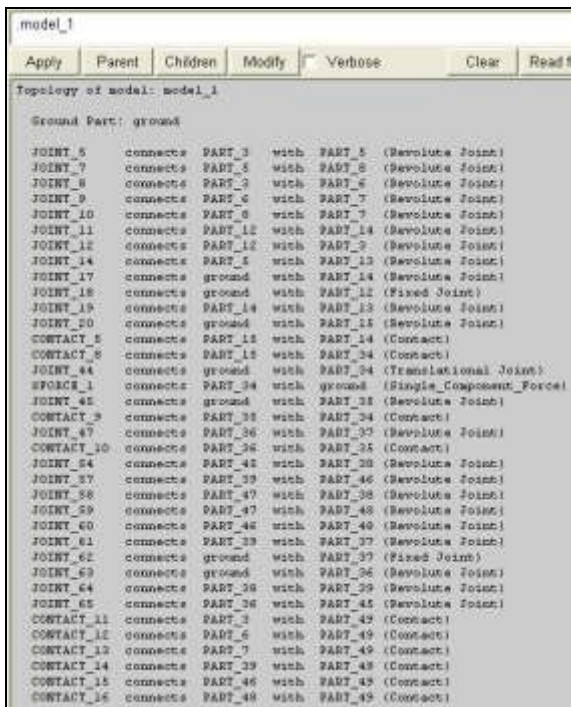 .model_1
Apply Parent Children Modify Verbose Clear Read f
Topology of model: model_1
Ground Part: ground
JOINT_5 connects PART_3 with PART_5 (Revolute Joint)
JOINT_7 connects PART_5 with PART_8 (Revolute Joint)
JOINT_8 connects PART_3 with PART_6 (Revolute Joint)
JOINT_9 connects PART_6 with PART_7 (Revolute Joint)
JOINT_10 connects PART_8 with PART_7 (Revolute Joint)
JOINT_11 connects PART_12 with PART_14 (Revolute Joint)
JOINT_12 connects PART_12 with PART_3 (Revolute Joint)
JOINT_14 connects PART_5 with PART_13 (Revolute Joint)
JOINT_17 connects ground with PART_14 (Revolute Joint)
JOINT_18 connects ground with PART_12 (Fixed Joint)
JOINT_19 connects PART_14 with PART_13 (Revolute Joint)
JOINT_20 connects ground with PART_15 (Revolute Joint)
CONTACT_5 connects PART_15 with PART_14 (Contact)
CONTACT_8 connects PART_15 with PART_34 (Contact)
JOINT_44 connects ground with PART_34 (Translational Joint)
SFORCE_1 connects PART_34 with ground (Single_Component_Force)
JOINT_45 connects ground with PART_35 (Revolute Joint)
CONTACT_9 connects PART_35 with PART_34 (Contact)
JOINT_47 connects PART_36 with PART_37 (Revolute Joint)
CONTACT_10 connects PART_36 with PART_35 (Contact)
JOINT_54 connects PART_45 with PART_38 (Revolute Joint)
JOINT_57 connects PART_39 with PART_46 (Revolute Joint)
JOINT_58 connects PART_47 with PART_38 (Revolute Joint)
JOINT_59 connects PART_47 with PART_48 (Revolute Joint)
JOINT_60 connects PART_46 with PART_48 (Revolute Joint)
JOINT_61 connects PART_39 with PART_37 (Revolute Joint)
JOINT_62 connects ground with PART_37 (Fixed Joint)
JOINT_63 connects ground with PART_36 (Revolute Joint)
JOINT_64 connects PART_38 with PART_39 (Revolute Joint)
JOINT_65 connects PART_36 with PART_45 (Revolute Joint)
CONTACT_11 connects PART_3 with PART_49 (Contact)
CONTACT_12 connects PART_6 with PART_49 (Contact)
CONTACT_13 connects PART_7 with PART_49 (Contact)
CONTACT_14 connects PART_39 with PART_49 (Contact)
CONTACT_15 connects PART_46 with PART_49 (Contact)
CONTACT_16 connects PART_48 with PART_49 (Contact)